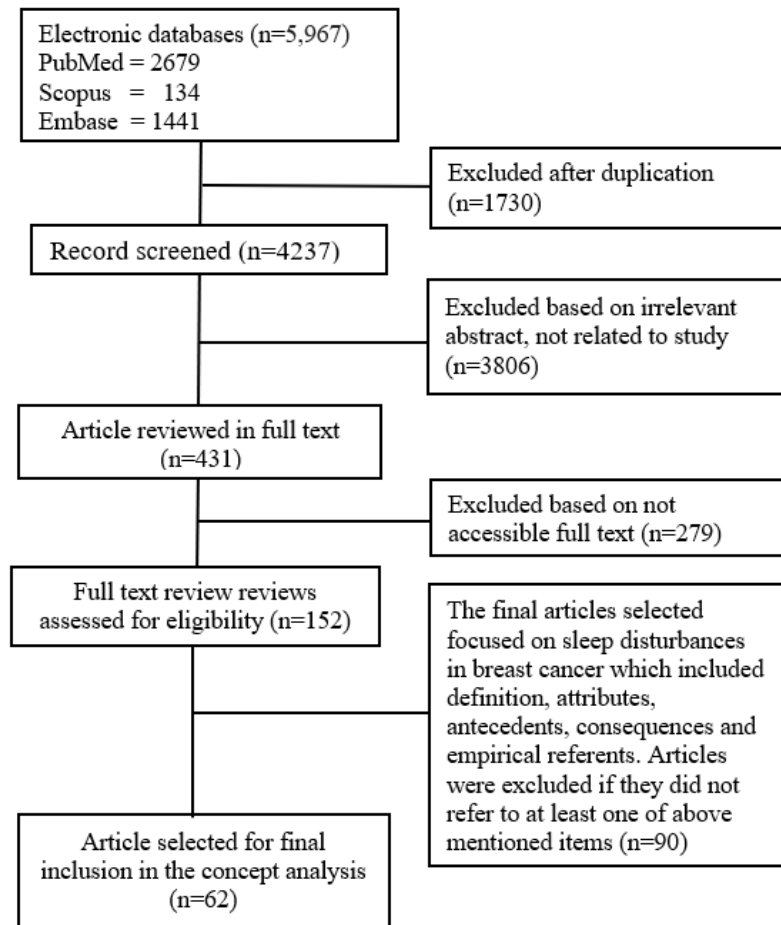 Electronic databases (n=5,967)
PubMed = 2679
Scopus = 134
Embase = 1441
Excluded after duplication
(n=1730)
Record screened (n=4237)
Excluded based on irrelevant
abstract, not related to study
(n=3806)
Article reviewed in full text
(n=431)
Excluded based on not
accessible full text (n=279)
Full text review reviews
assessed for eligibility (n=152)
The final articles selected
focused on sleep disturbances
in breast cancer which included
definition, attributes,
antecedents, consequences and
empirical referents. Articles
were excluded if they did not
refer to at least one of above
mentioned items (n=90)
Article selected for final
inclusion in the concept analysis
(n=62)